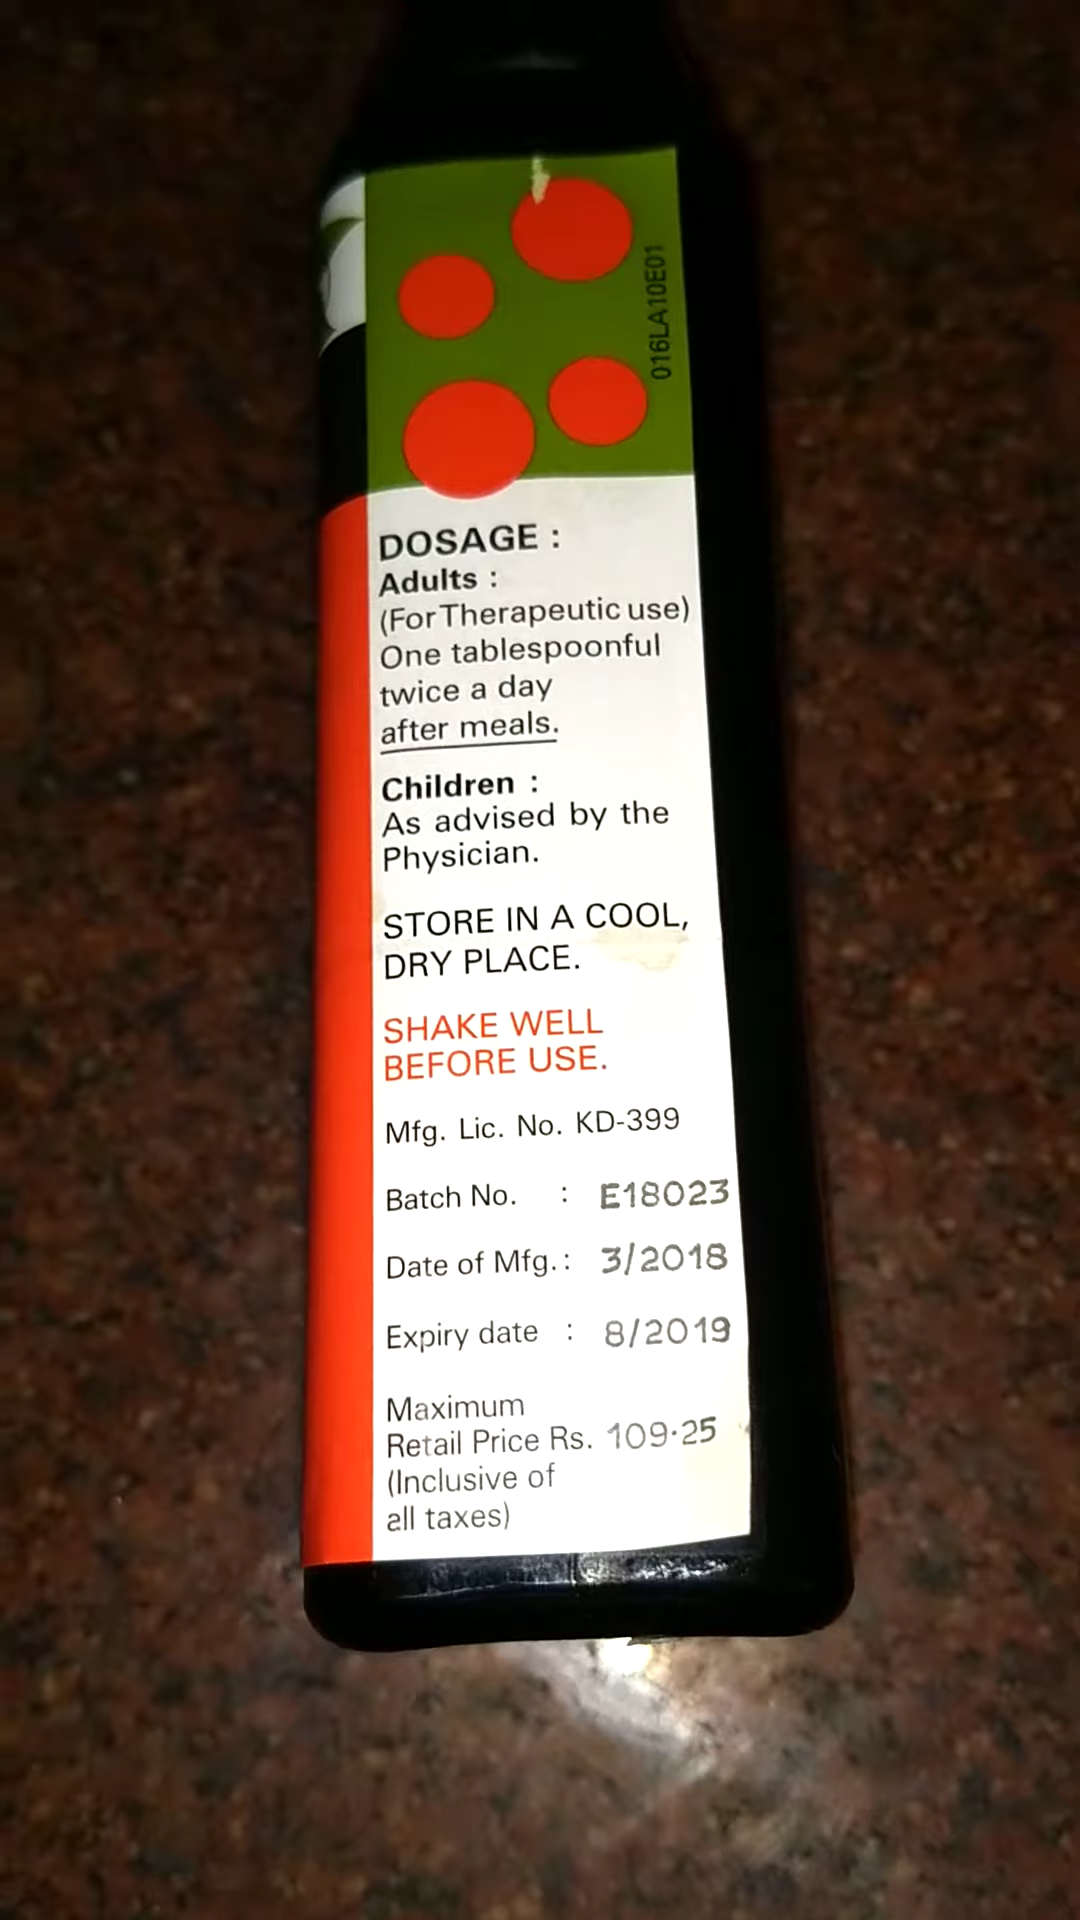 016LA10E01
DOSAGE :
Adults :
(For Therapeutic use)
One tablespoonful
twice a day
after meals.
Children :
As advised by the
Physician.
STORE IN A COOL,
DRY PLACE.
SHAKE WELL
BEFORE USE.
Mfg. Lic. No. KD-399
Batch No. : E18023
Date of Mfg. : 3/2018
Expiry date : 8/2019
Maximum
Retail Price Rs. 109·25
(Inclusive of
all taxes)